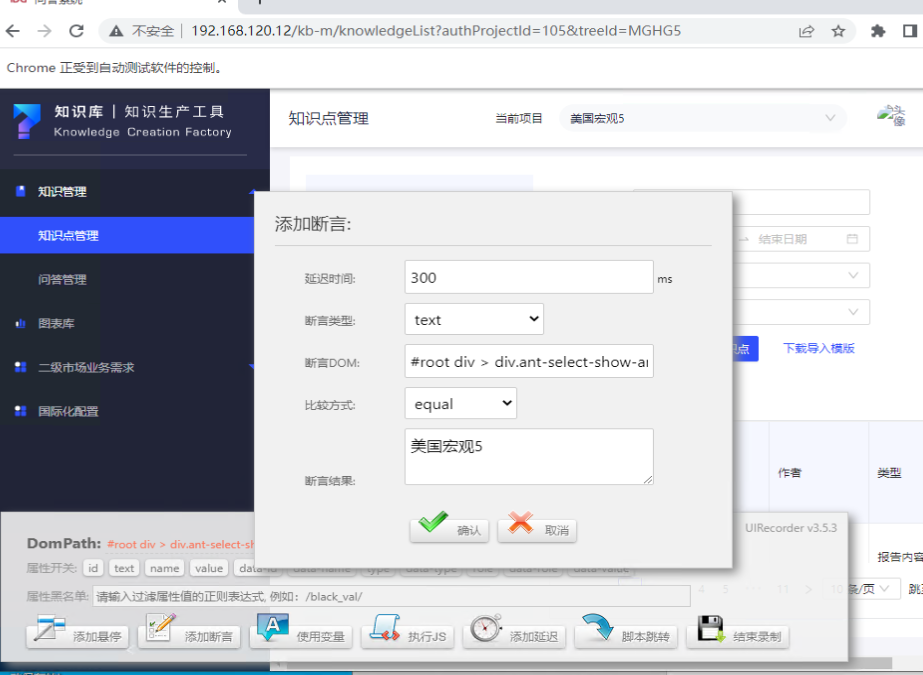 问答系统
不安全 | 192.168.120.12/kb-m/knowledgeList?authProjectId=105&treeId=MGHG5
Chrome 正受到自动测试软件的控制。
知识库 | 知识生产工具
Knowledge Creation Factory
知识点管理
当前项目
美国宏观5
头像
知识管理
知识点管理
问答管理
图表库
二级市场业务需求
国际化配置
结束日期
下载导入模版
作者
类型
报告内容
添加断言:
延迟时间:
300
ms
断言类型:
text
断言DOM:
#root div > div.ant-select-show-ar
比较方式:
equal
断言结果:
美国宏观5
确认
取消
UIRecorder v3.5.3
DomPath: #root div > div.ant-select-sh
属性开关: id text name value data-id data-name type data-type role data-role data-value
属性黑名单: 请输入过滤属性值的正则表达式, 例如：/black_val/
4 5 ··· 11 > 10 条/页
添加悬停
添加断言
使用变量
执行JS
添加延迟
脚本跳转
结束录制